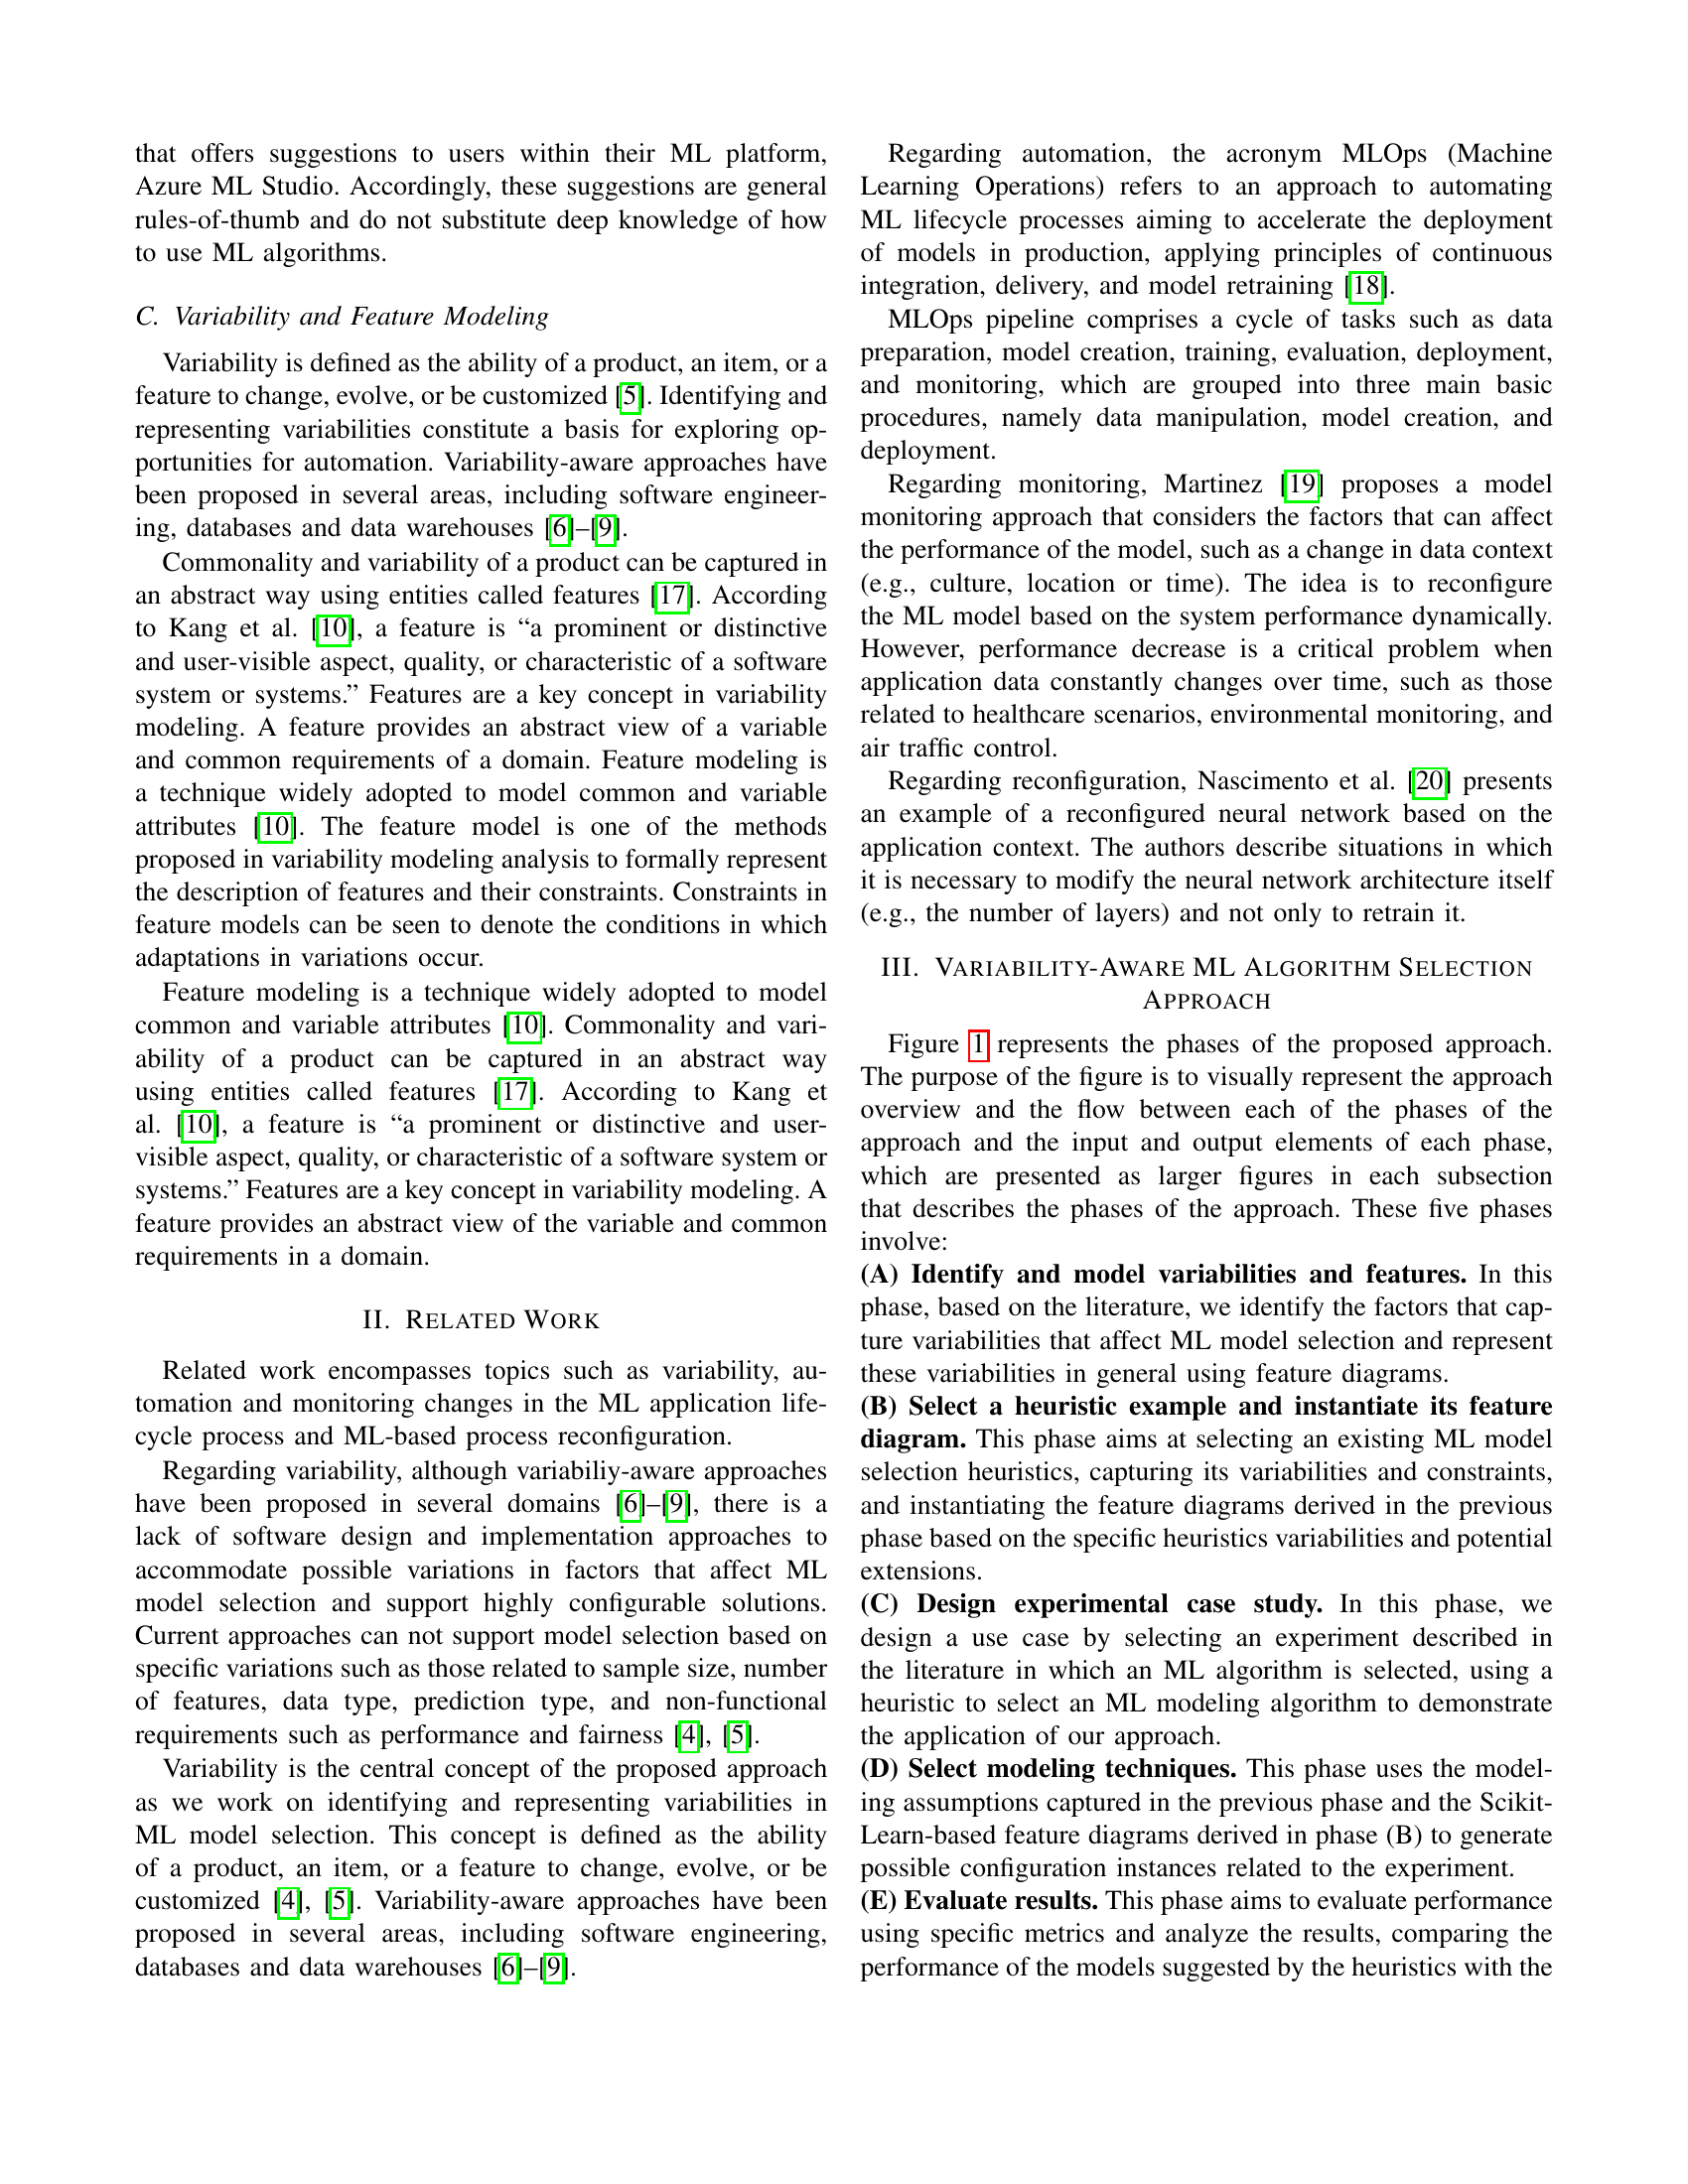 that offers suggestions to users within their ML platform,
Azure ML Studio. Accordingly, these suggestions are general
rules-of-thumb and do not substitute deep knowledge of how
to use ML algorithms.
C. Variability and Feature Modeling
Variability is defined as the ability of a product, an item, or a
feature to change, evolve, or be customized [5]. Identifying and
representing variabilities constitute a basis for exploring op-
portunities for automation. Variability-aware approaches have
been proposed in several areas, including software engineer-
ing, databases and data warehouses [6]–[9].
Commonality and variability of a product can be captured in
an abstract way using entities called features [17]. According
to Kang et al. [10], a feature is “a prominent or distinctive
and user-visible aspect, quality, or characteristic of a software
system or systems.” Features are a key concept in variability
modeling. A feature provides an abstract view of a variable
and common requirements of a domain. Feature modeling is
a technique widely adopted to model common and variable
attributes [10]. The feature model is one of the methods
proposed in variability modeling analysis to formally represent
the description of features and their constraints. Constraints in
feature models can be seen to denote the conditions in which
adaptations in variations occur.
Feature modeling is a technique widely adopted to model
common and variable attributes [10]. Commonality and vari-
ability of a product can be captured in an abstract way
using entities called features [17]. According to Kang et
al. [10], a feature is “a prominent or distinctive and user-
visible aspect, quality, or characteristic of a software system or
systems.” Features are a key concept in variability modeling. A
feature provides an abstract view of the variable and common
requirements in a domain.
II. RELATED WORK
Related work encompasses topics such as variability, au-
tomation and monitoring changes in the ML application life-
cycle process and ML-based process reconfiguration.
Regarding variability, although variabiliy-aware approaches
have been proposed in several domains [6]–[9], there is a
lack of software design and implementation approaches to
accommodate possible variations in factors that affect ML
model selection and support highly configurable solutions.
Current approaches can not support model selection based on
specific variations such as those related to sample size, number
of features, data type, prediction type, and non-functional
requirements such as performance and fairness [4], [5].
Variability is the central concept of the proposed approach
as we work on identifying and representing variabilities in
ML model selection. This concept is defined as the ability
of a product, an item, or a feature to change, evolve, or be
customized [4], [5]. Variability-aware approaches have been
proposed in several areas, including software engineering,
databases and data warehouses [6]–[9].
Regarding automation, the acronym MLOps (Machine
Learning Operations) refers to an approach to automating
ML lifecycle processes aiming to accelerate the deployment
of models in production, applying principles of continuous
integration, delivery, and model retraining [18].
MLOps pipeline comprises a cycle of tasks such as data
preparation, model creation, training, evaluation, deployment,
and monitoring, which are grouped into three main basic
procedures, namely data manipulation, model creation, and
deployment.
Regarding monitoring, Martinez [19] proposes a model
monitoring approach that considers the factors that can affect
the performance of the model, such as a change in data context
(e.g., culture, location or time). The idea is to reconfigure
the ML model based on the system performance dynamically.
However, performance decrease is a critical problem when
application data constantly changes over time, such as those
related to healthcare scenarios, environmental monitoring, and
air traffic control.
Regarding reconfiguration, Nascimento et al. [20] presents
an example of a reconfigured neural network based on the
application context. The authors describe situations in which
it is necessary to modify the neural network architecture itself
(e.g., the number of layers) and not only to retrain it.
III. VARIABILITY-AWARE ML ALGORITHM SELECTION
APPROACH
Figure 1 represents the phases of the proposed approach.
The purpose of the figure is to visually represent the approach
overview and the flow between each of the phases of the
approach and the input and output elements of each phase,
which are presented as larger figures in each subsection
that describes the phases of the approach. These five phases
involve:
(A) Identify and model variabilities and features. In this
phase, based on the literature, we identify the factors that cap-
ture variabilities that affect ML model selection and represent
these variabilities in general using feature diagrams.
(B) Select a heuristic example and instantiate its feature
diagram. This phase aims at selecting an existing ML model
selection heuristics, capturing its variabilities and constraints,
and instantiating the feature diagrams derived in the previous
phase based on the specific heuristics variabilities and potential
extensions.
(C) Design experimental case study. In this phase, we
design a use case by selecting an experiment described in
the literature in which an ML algorithm is selected, using a
heuristic to select an ML modeling algorithm to demonstrate
the application of our approach.
(D) Select modeling techniques. This phase uses the model-
ing assumptions captured in the previous phase and the Scikit-
Learn-based feature diagrams derived in phase (B) to generate
possible configuration instances related to the experiment.
(E) Evaluate results. This phase aims to evaluate performance
using specific metrics and analyze the results, comparing the
performance of the models suggested by the heuristics with the